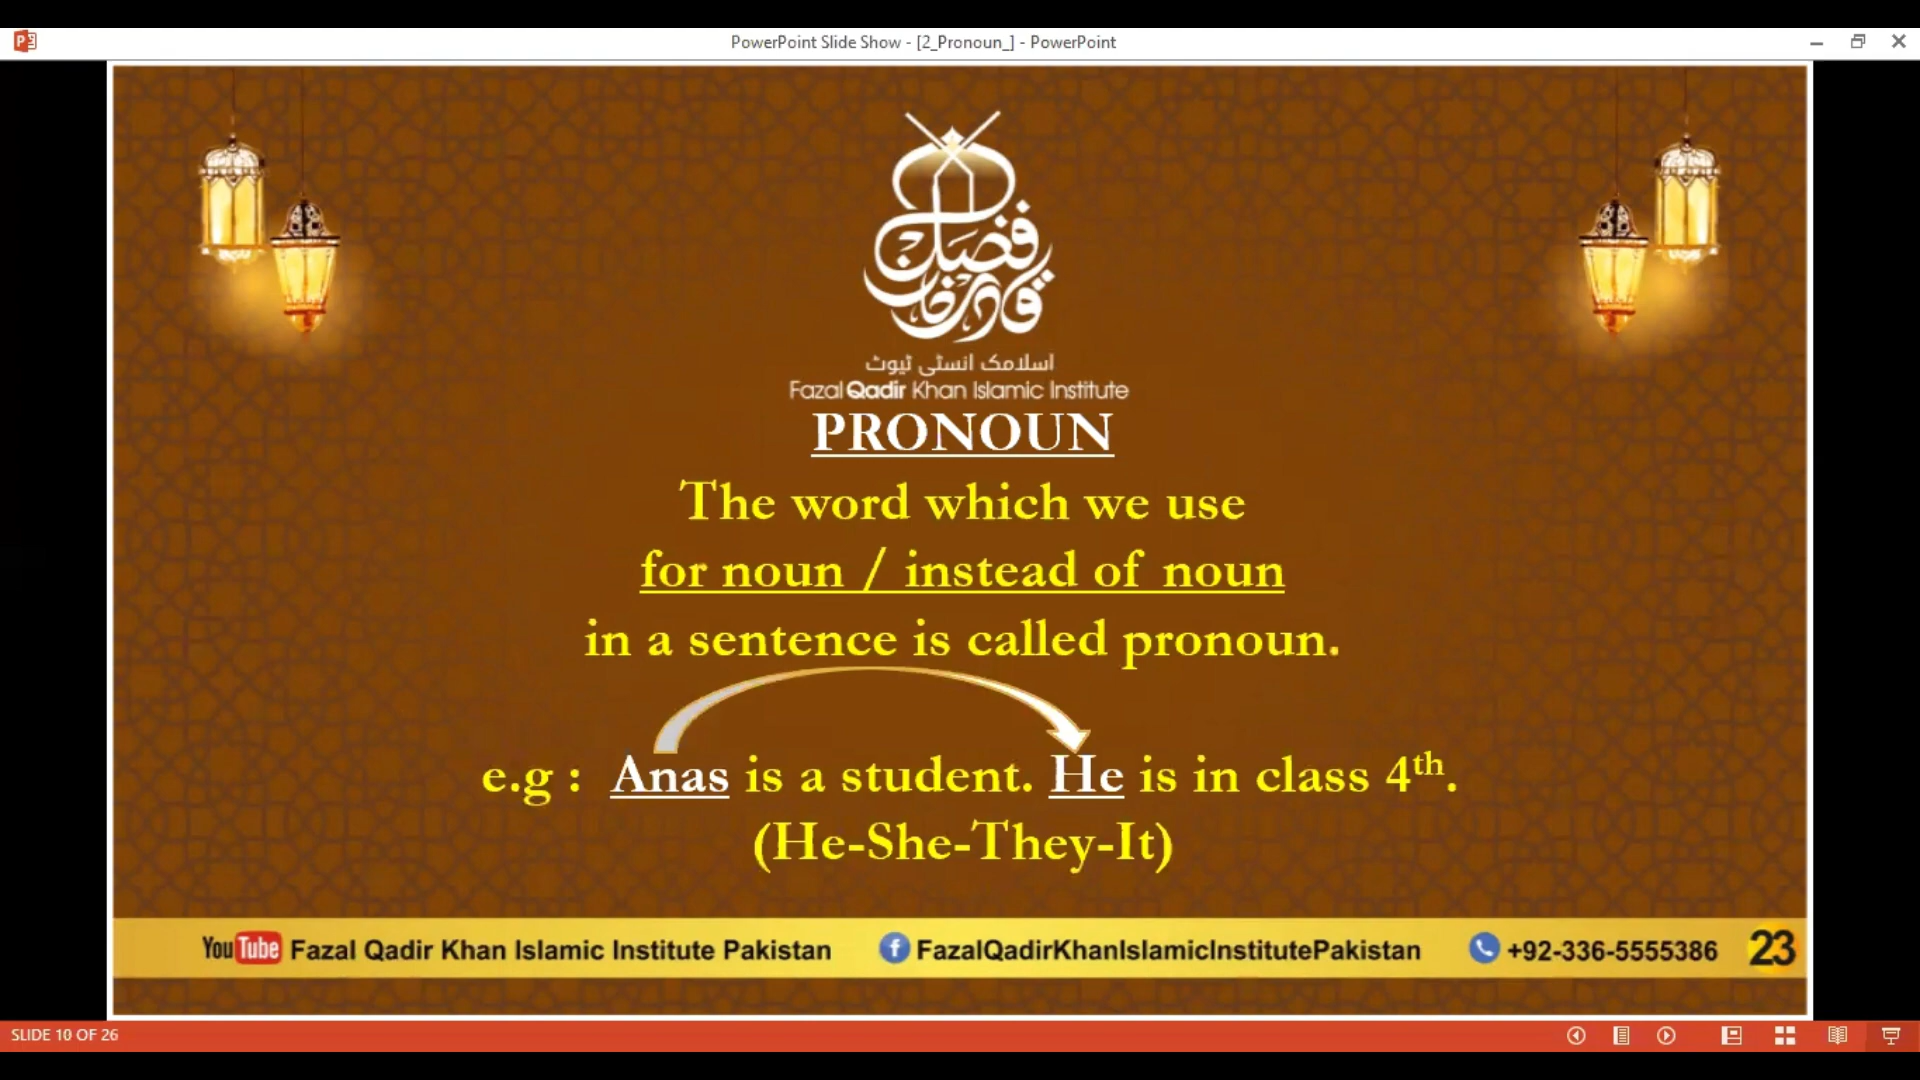 PowerPoint Slide Show - [2_Pronoun_] - PowerPoint
فضل
قادر خان
اسلامک انسٹی ٹیوٹ
Fazal Qadir Khan Islamic Institute
PRONOUN
The word which we use
for noun / instead of noun
in a sentence is called pronoun.
e.g : Anas is a student. He is in class 4th.
(He-She-They-It)
YouTube Fazal Qadir Khan Islamic Institute Pakistan f FazalQadirKhanIslamicInstitutePakistan +92-336-5555386 23
SLIDE 10 OF 26